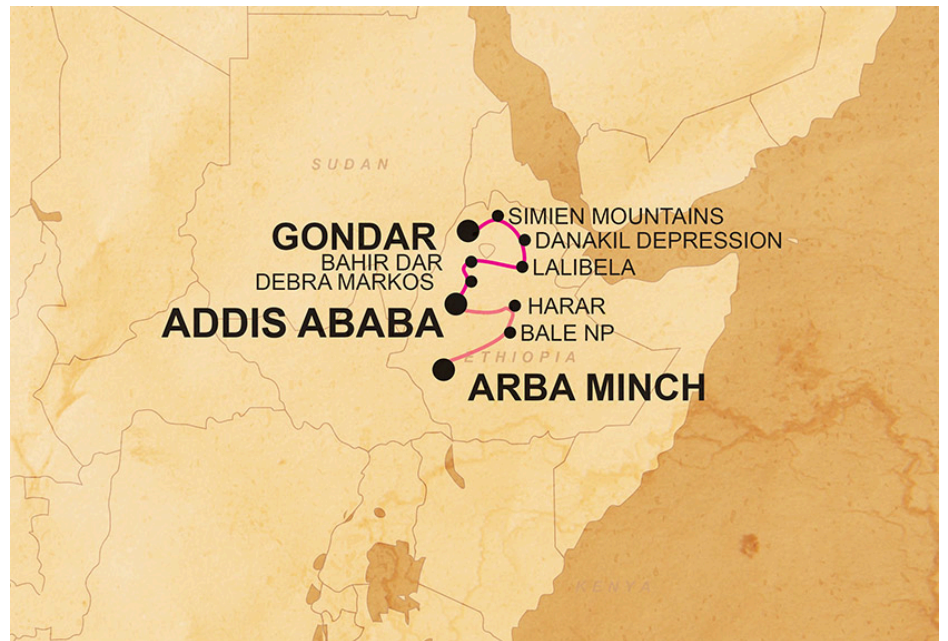 SUDAN
SIMIEN MOUNTAINS
GONDAR
DANAKIL DEPRESSION
BAHIR DAR
LALIBELA
DEBRA MARKOS
HARAR
ADDIS ABABA
BALE NP
ETHIOPIA
ARBA MINCH
KENYA